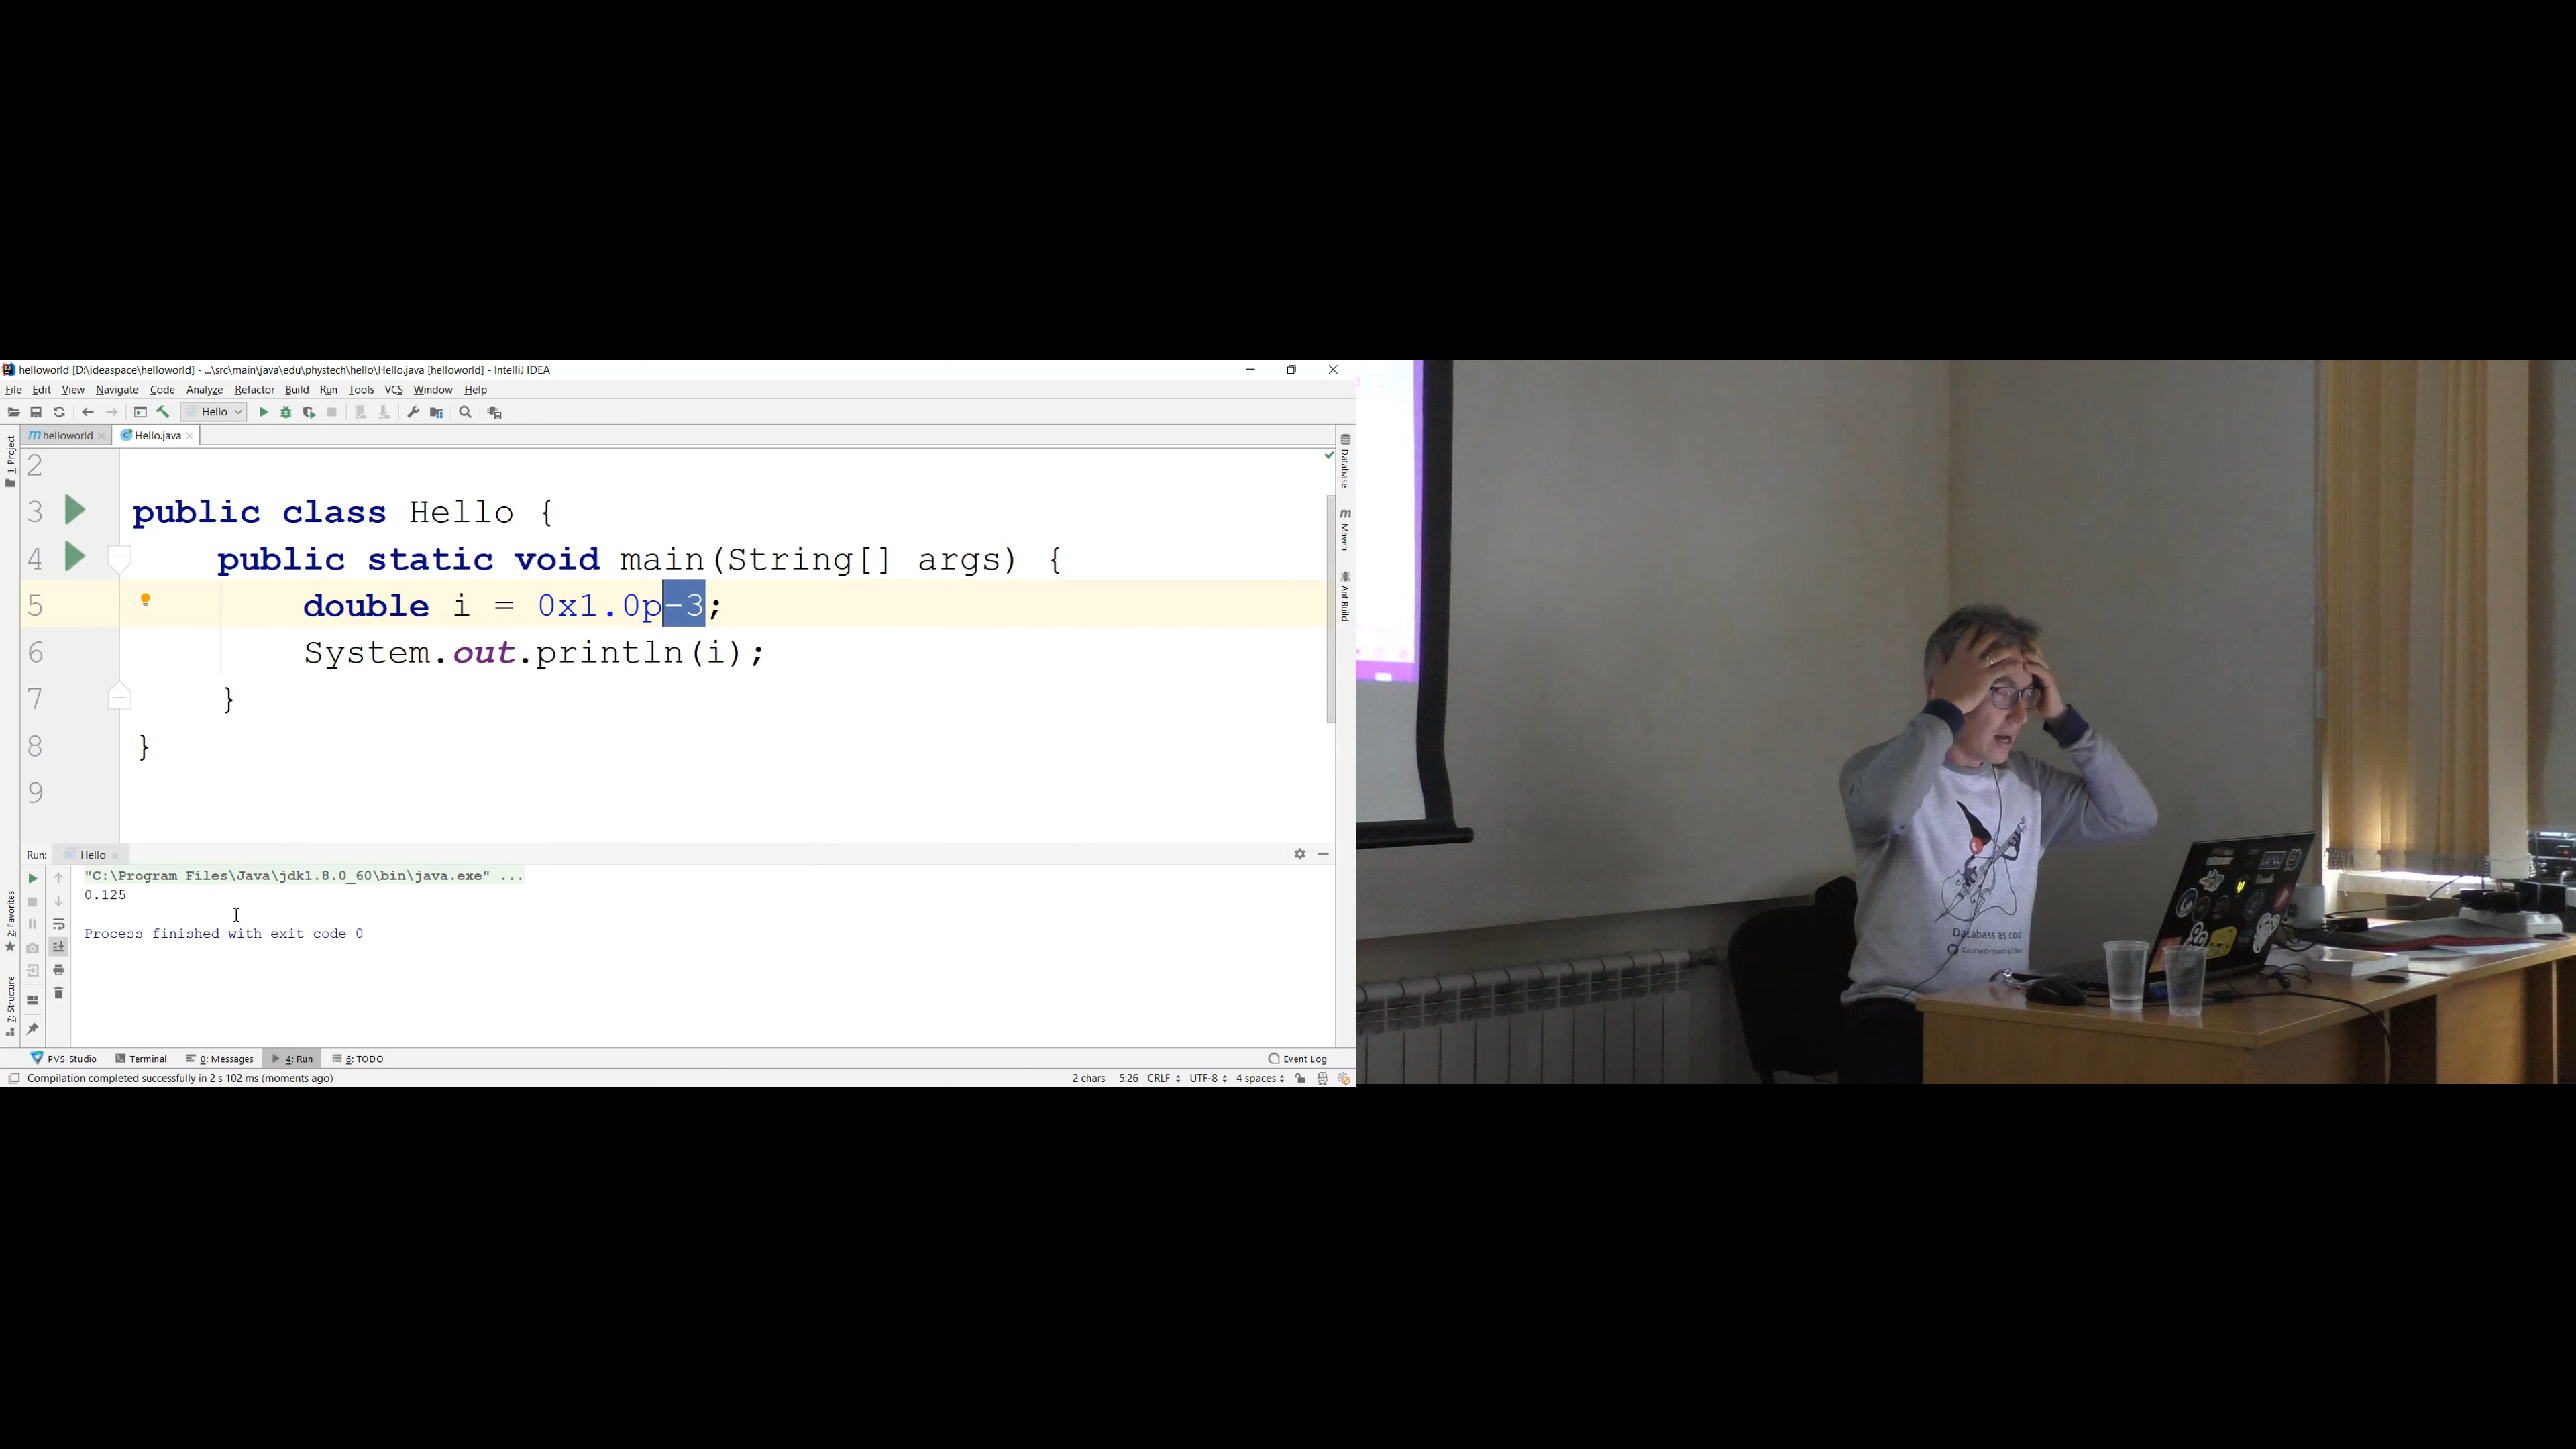 helloworld [D:\ideaspace\helloworld] - ...\src\main\java\edu\phystech\hello\Hello.java [helloworld] - IntelliJ IDEA
File Edit View Navigate Code Analyze Refactor Build Run Tools VCS Window Help
Hello
helloworld Hello.java
1: Project
2
3 public class Hello {
4 public static void main(String[] args) {
5 double i = 0x1.0p-3;
6 System.out.println(i);
7 }
8 }
9
Database
Maven
Ant Build
Run: Hello
"C:\Program Files\Java\jdk1.8.0_60\bin\java.exe" ...
0.125
Process finished with exit code 0
2: Favorites
7: Structure
PVS-Studio Terminal 0: Messages 4: Run 6: TODO Event Log
Compilation completed successfully in 2 s 102 ms (moments ago) 2 chars 5:26 CRLF UTF-8 4 spaces
Databass as cod